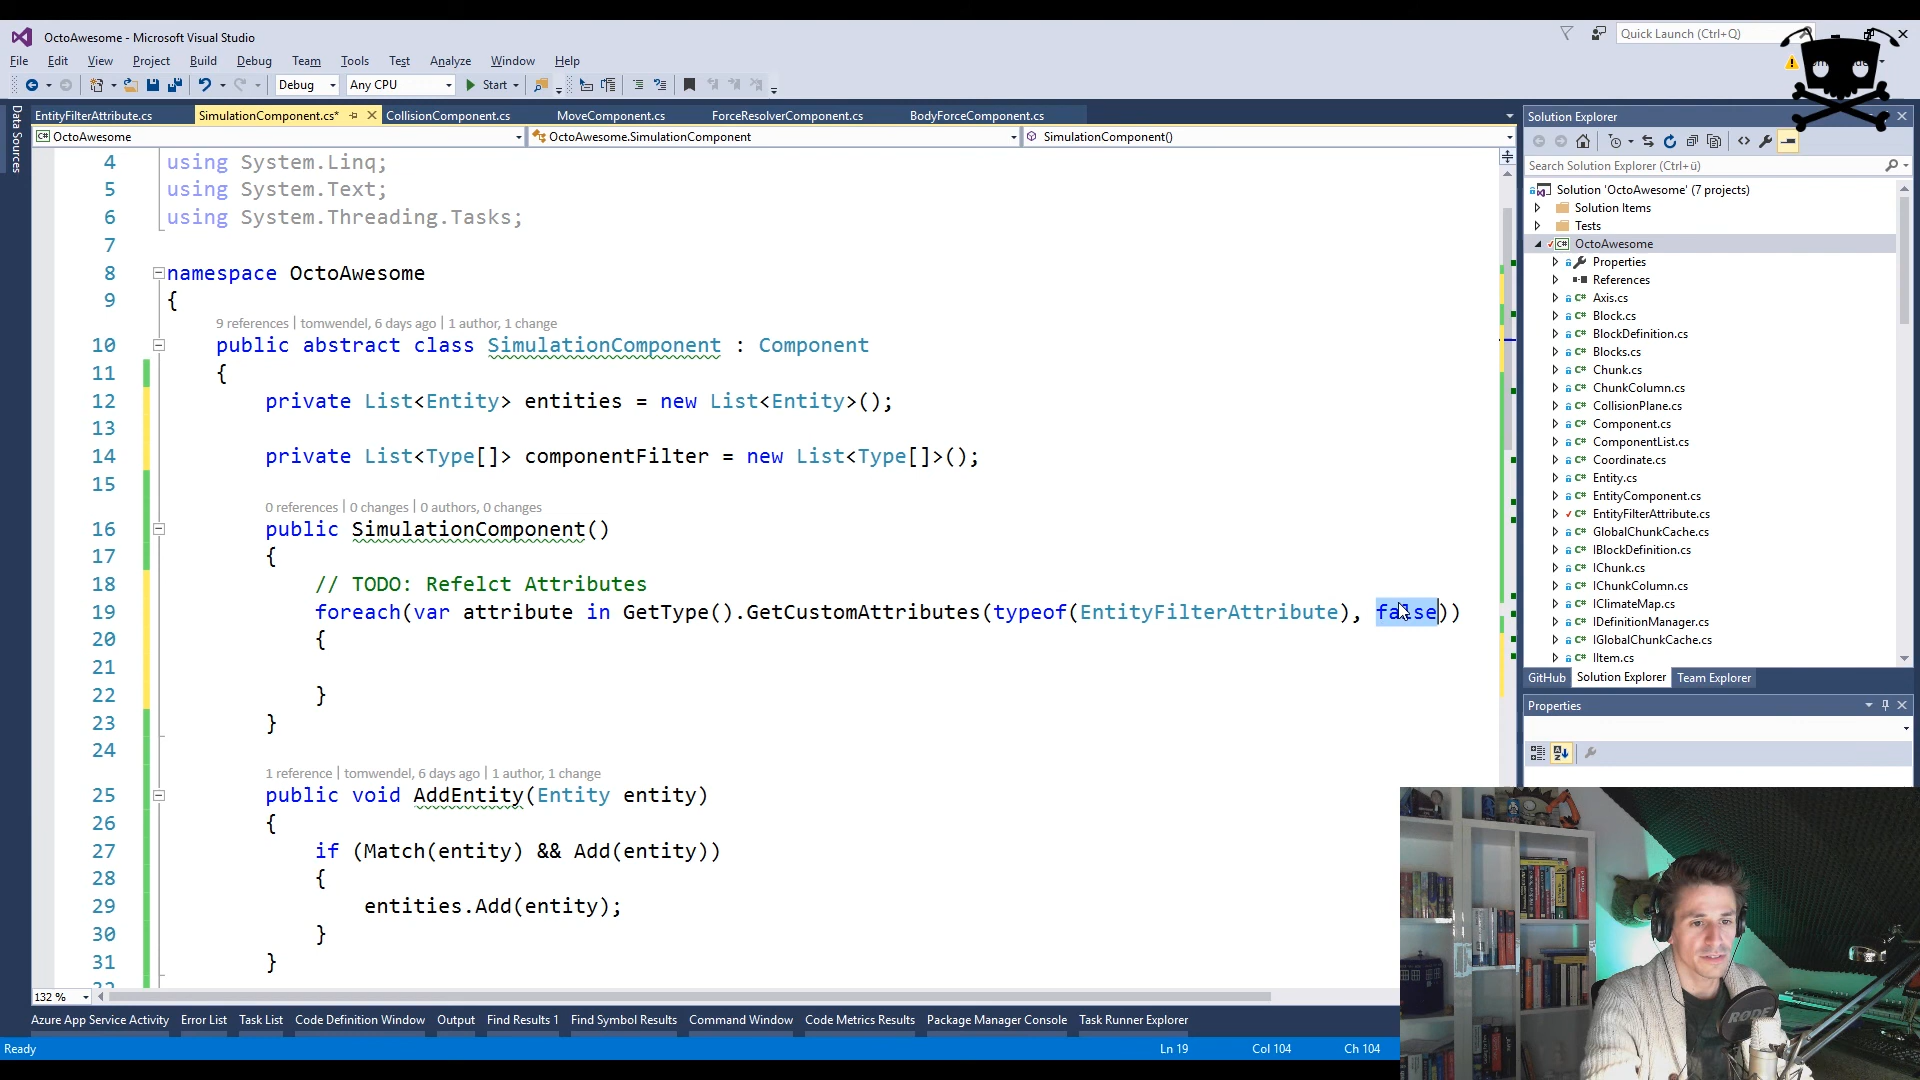 OctoAwesome - Microsoft Visual Studio
Quick Launch (Ctrl+Q)
File Edit View Project Build Debug Team Tools Test Analyze Window Help
Debug Any CPU Start
EntityFilterAttribute.cs SimulationComponent.cs* CollisionComponent.cs MoveComponent.cs ForceResolverComponent.cs BodyForceComponent.cs
OctoAwesome OctoAwesome.SimulationComponent SimulationComponent()
Data Sources
4 using System.Linq;
5 using System.Text;
6 using System.Threading.Tasks;
7
8 namespace OctoAwesome
9 {
9 references | tomwendel, 6 days ago | 1 author, 1 change
10 public abstract class SimulationComponent : Component
11 {
12 private List<Entity> entities = new List<Entity>();
13
14 private List<Type[]> componentFilter = new List<Type[]>();
15
0 references | 0 changes | 0 authors, 0 changes
16 public SimulationComponent()
17 {
18 // TODO: Refelct Attributes
19 foreach(var attribute in GetType().GetCustomAttributes(typeof(EntityFilterAttribute), false))
20 {
21
22 }
23 }
24
1 reference | tomwendel, 6 days ago | 1 author, 1 change
25 public void AddEntity(Entity entity)
26 {
27 if (Match(entity) && Add(entity))
28 {
29 entities.Add(entity);
30 }
31 }
132 %
Azure App Service Activity Error List Task List Code Definition Window Output Find Results 1 Find Symbol Results Command Window Code Metrics Results Package Manager Console Task Runner Explorer
Ready Ln 19 Col 104 Ch 104
Solution Explorer
Search Solution Explorer (Ctrl+ü)
Solution 'OctoAwesome' (7 projects)
Solution Items
Tests
OctoAwesome
Properties
References
Axis.cs
Block.cs
BlockDefinition.cs
Blocks.cs
Chunk.cs
ChunkColumn.cs
CollisionPlane.cs
Component.cs
ComponentList.cs
Coordinate.cs
Entity.cs
EntityComponent.cs
EntityFilterAttribute.cs
GlobalChunkCache.cs
IBlockDefinition.cs
IChunk.cs
IChunkColumn.cs
IClimateMap.cs
IDefinitionManager.cs
IGlobalChunkCache.cs
IItem.cs
GitHub Solution Explorer Team Explorer
Properties
RODE